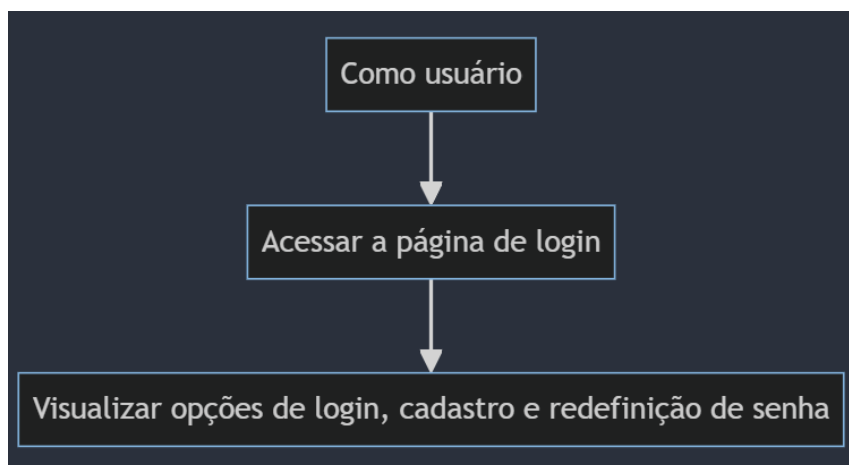 Como usuário
Acessar a página de login
Visualizar opções de login, cadastro e redefinição de senha